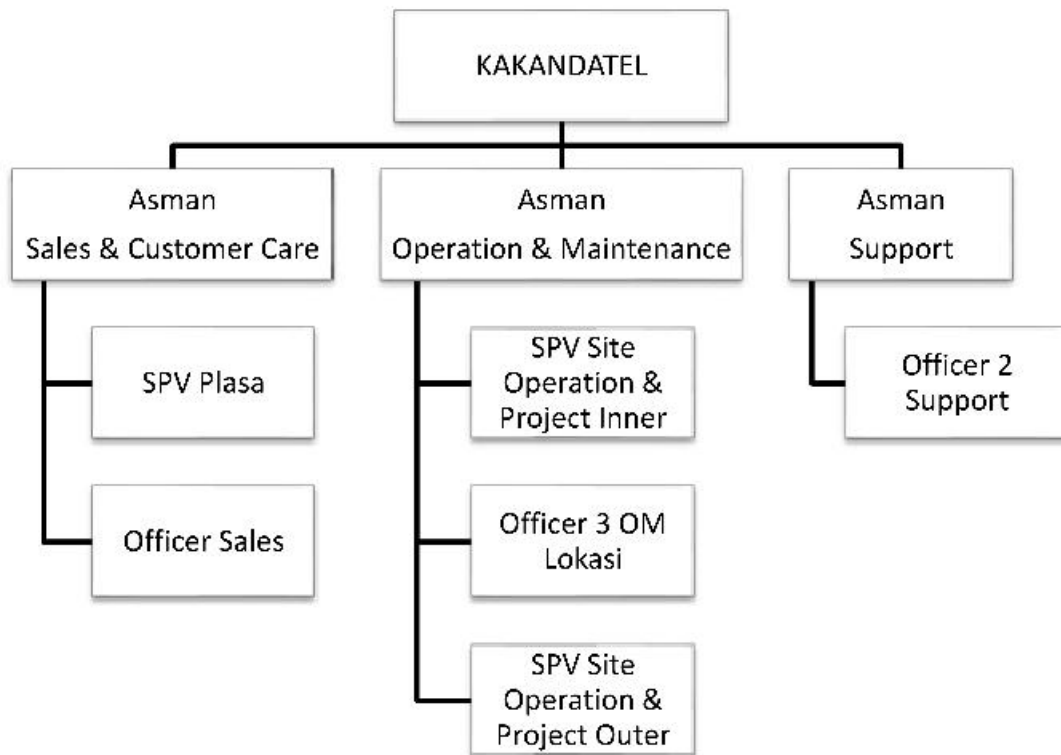 KAKANDATEL
Asman
Sales & Customer Care
SPV Plasa
Officer Sales
Asman
Operation & Maintenance
SPV Site
Operation &
Project Inner
Officer 3 OM
Lokasi
SPV Site
Operation &
Project Outer
Asman
Support
Officer 2
Support